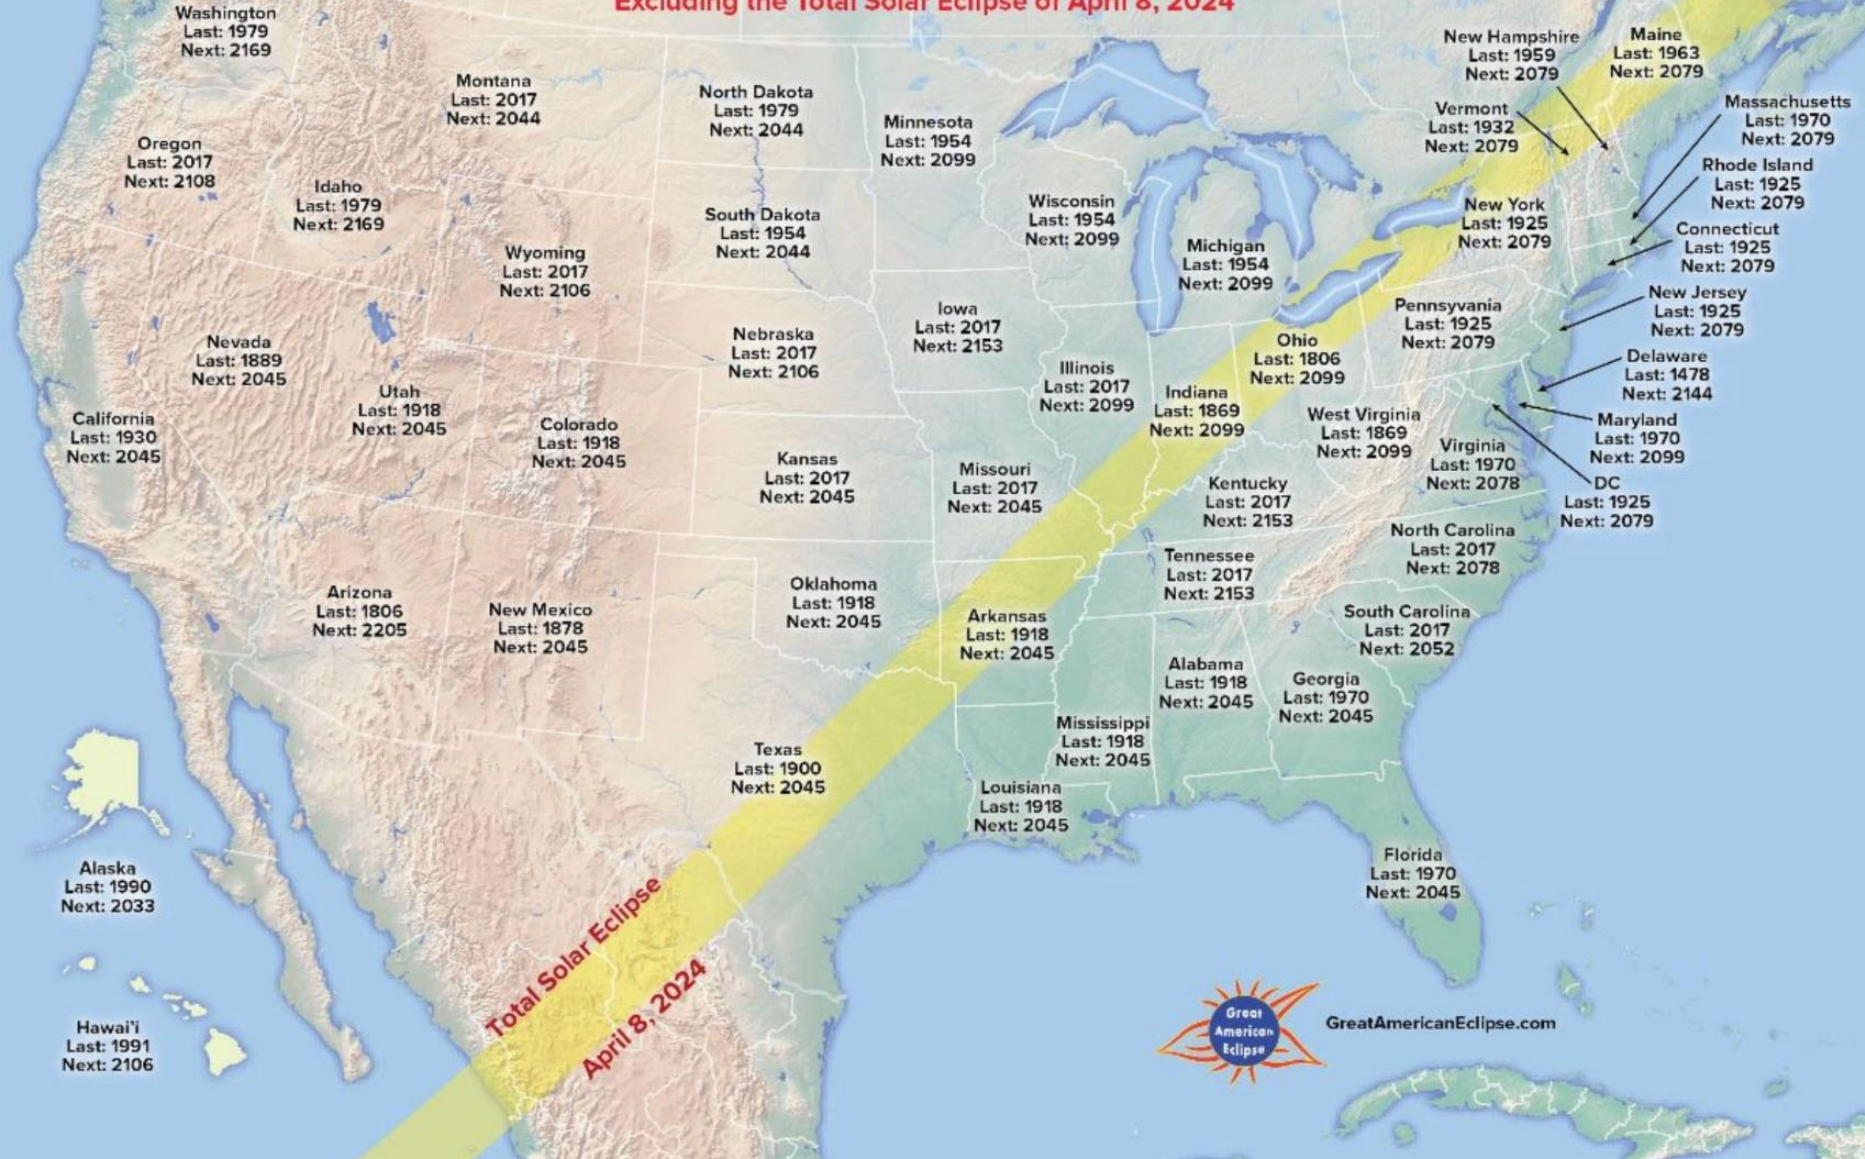 Excluding the Total Solar Eclipse of April 8, 2024
Washington
Last: 1979
Next: 2169
Montana
Last: 2017
Next: 2044
North Dakota
Last: 1979
Next: 2044
Minnesota
Last: 1954
Next: 2099
New Hampshire
Last: 1959
Next: 2079
Maine
Last: 1963
Next: 2079
Vermont
Last: 1932
Next: 2079
Massachusetts
Last: 1970
Next: 2079
Rhode Island
Last: 1925
Next: 2079
Connecticut
Last: 1925
Next: 2079
Oregon
Last: 2017
Next: 2108
Idaho
Last: 1979
Next: 2169
Wyoming
Last: 2017
Next: 2106
South Dakota
Last: 1954
Next: 2044
Wisconsin
Last: 1954
Next: 2099
Michigan
Last: 1954
Next: 2099
New York
Last: 1925
Next: 2079
New Jersey
Last: 1925
Next: 2079
Pennsyvania
Last: 1925
Next: 2079
Delaware
Last: 1478
Next: 2144
Maryland
Last: 1970
Next: 2099
DC
Last: 1925
Next: 2079
Nevada
Last: 1889
Next: 2045
California
Last: 1930
Next: 2045
Utah
Last: 1918
Next: 2045
Colorado
Last: 1918
Next: 2045
Nebraska
Last: 2017
Next: 2106
Iowa
Last: 2017
Next: 2153
Illinois
Last: 2017
Next: 2099
Indiana
Last: 1869
Next: 2099
Ohio
Last: 1806
Next: 2099
West Virginia
Last: 1869
Next: 2099
Virginia
Last: 1970
Next: 2078
Kansas
Last: 2017
Next: 2045
Missouri
Last: 2017
Next: 2045
Kentucky
Last: 2017
Next: 2153
North Carolina
Last: 2017
Next: 2078
Tennessee
Last: 2017
Next: 2153
Arizona
Last: 1806
Next: 2205
New Mexico
Last: 1878
Next: 2045
Oklahoma
Last: 1918
Next: 2045
Arkansas
Last: 1918
Next: 2045
South Carolina
Last: 2017
Next: 2052
Alabama
Last: 1918
Next: 2045
Georgia
Last: 1970
Next: 2045
Mississippi
Last: 1918
Next: 2045
Texas
Last: 1900
Next: 2045
Louisiana
Last: 1918
Next: 2045
Florida
Last: 1970
Next: 2045
Alaska
Last: 1990
Next: 2033
Hawai'i
Last: 1991
Next: 2106
Total Solar Eclipse
April 8, 2024
Great
American
Eclipse
GreatAmericanEclipse.com